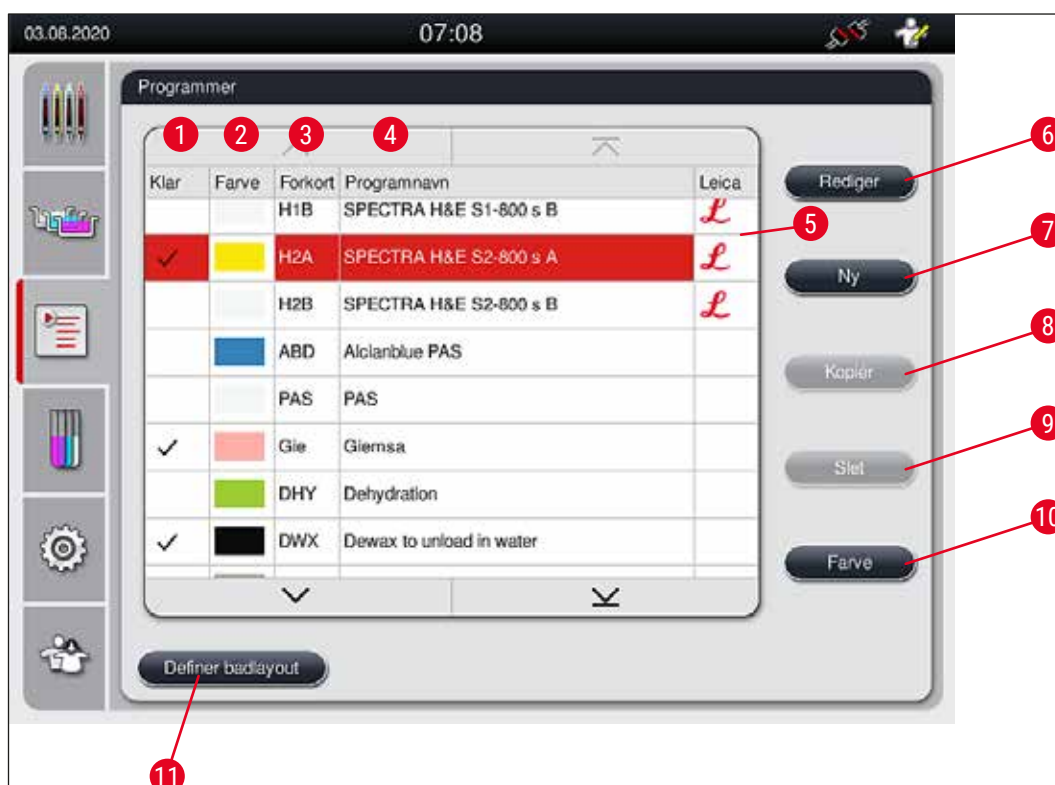 03.08.2020 07:08
Programmer
1 2 3 4
Klar Farve Forkort Programnavn Leica
H1B SPECTRA H&E S1-800 s B L
H2A SPECTRA H&E S2-800 s A L
H2B SPECTRA H&E S2-800 s B L
ABD Alcianblue PAS
PAS PAS
Gie Giemsa
DHY Dehydration
DWX Dewax to unload in water
5
Rediger
6
Ny
7
Kopiér
8
Slet
9
Farve
10
Definer badlayout
11